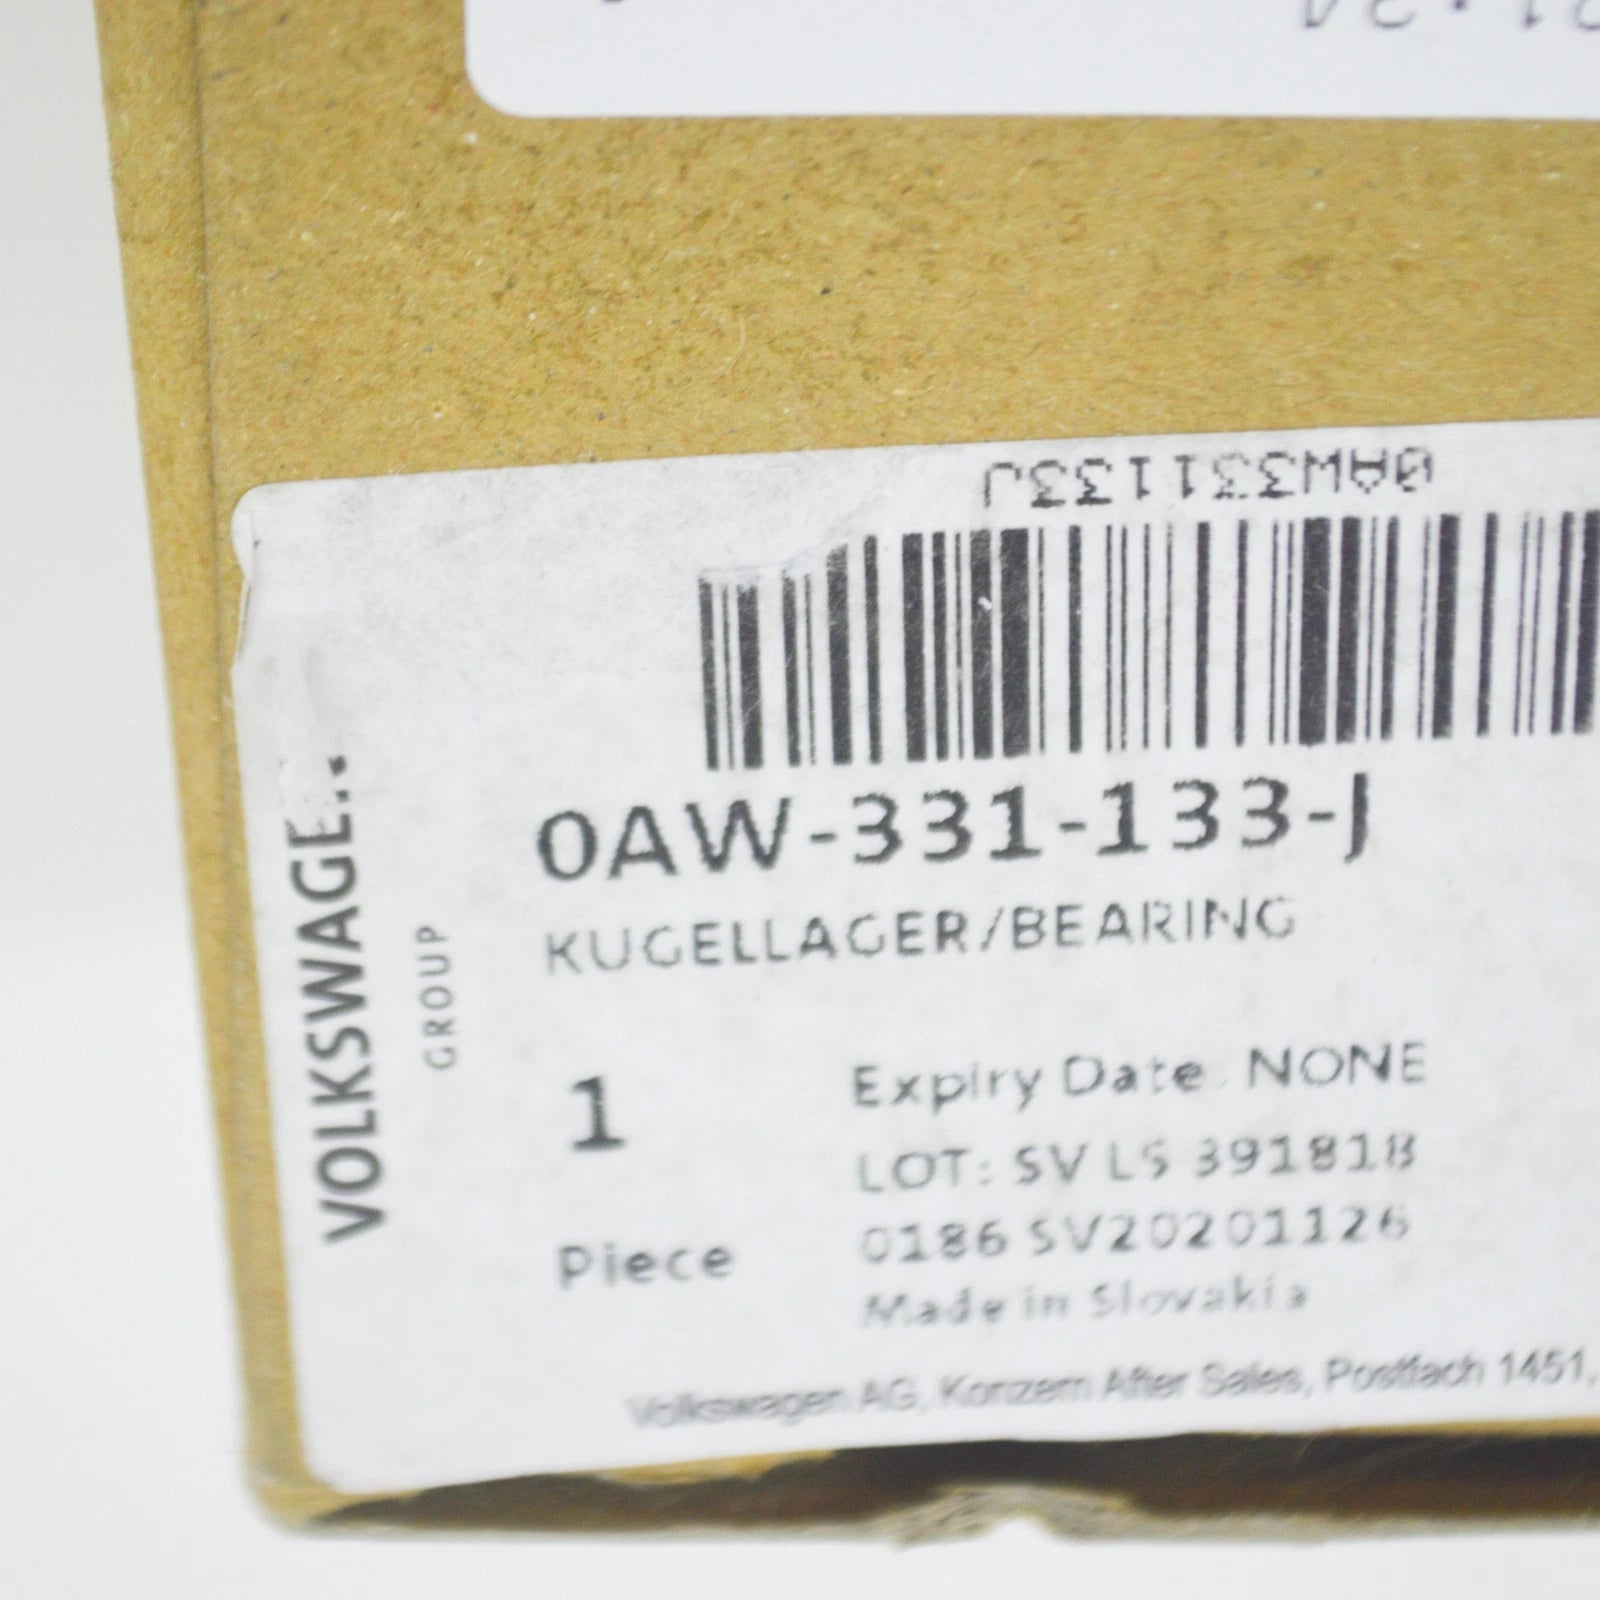 0AW331133J
0AW-331-133-J
KUGELLAGER/BEARING
VOLKSWAGE..
GROUP
1
Piece
Expiry Date: NONE
LOT: SV LS 391818
0186 SV20201126
Made in Slovakia
Volkswagen AG, Konzern After Sales, Postfach 1451,